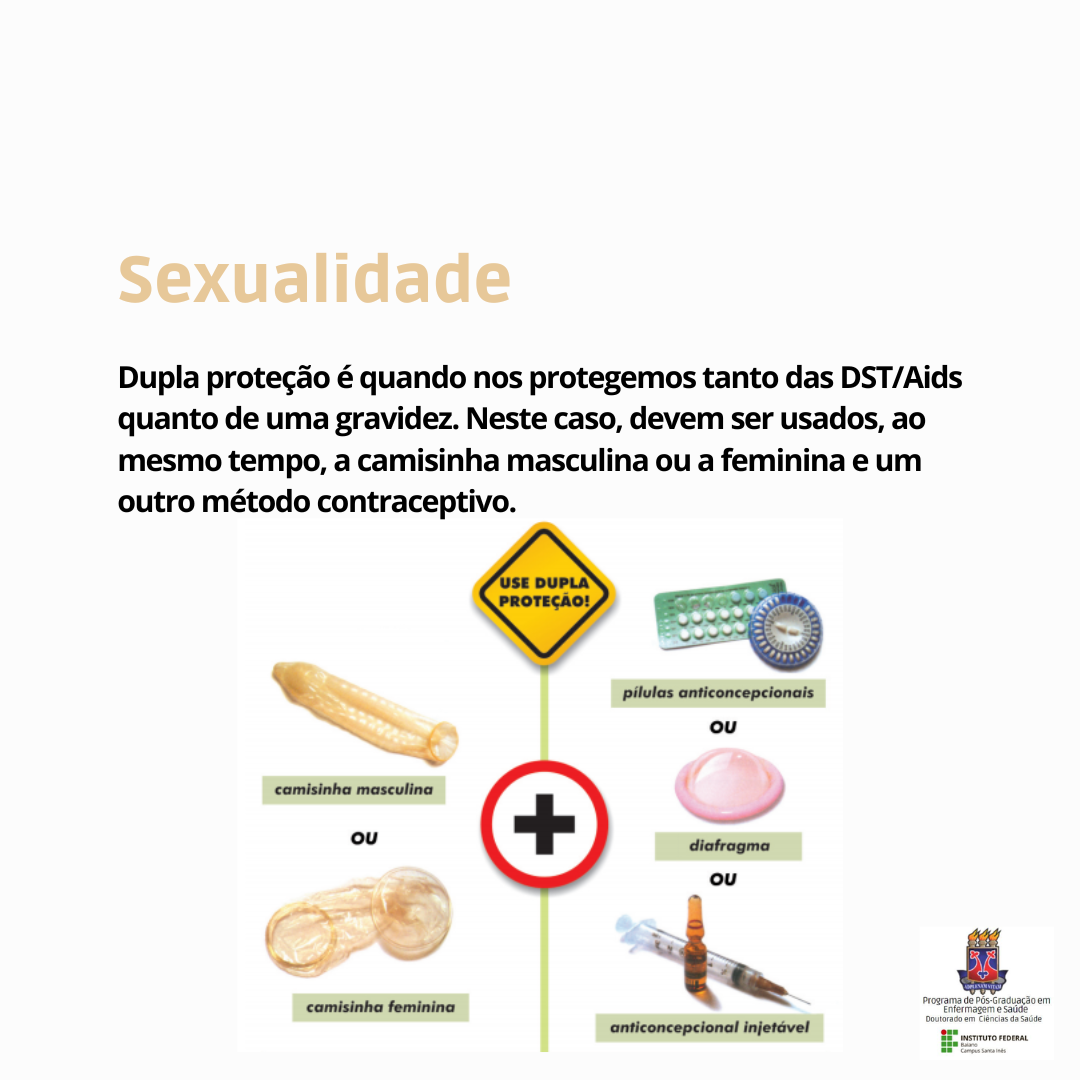 Sexualidade
Dupla proteção é quando nos protegemos tanto das DST/Aids
quanto de uma gravidez. Neste caso, devem ser usados, ao
mesmo tempo, a camisinha masculina ou a feminina e um
outro método contraceptivo.
USE DUPLA
PROTEÇÃO!
camisinha masculina
OU
camisinha feminina
pílulas anticoncepcionais
OU
diafragma
OU
anticoncepcional injetável
Programa de Pós-Graduação em
Enfermagem e Saúde
Doutorado em Ciências da Saúde
INSTITUTO FEDERAL
Baiano
Campus Santa Inês